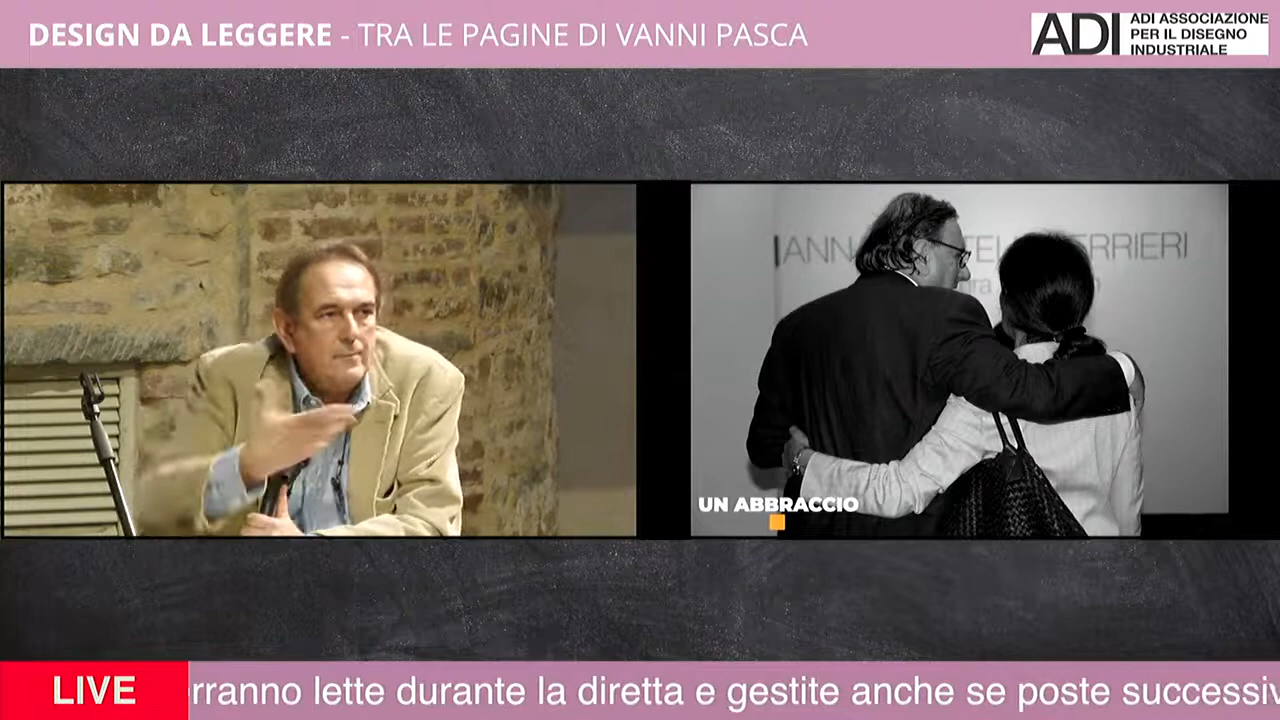 DESIGN DA LEGGERE - TRA LE PAGINE DI VANNI PASCA
ADI
ADI ASSOCIAZIONE
PER IL DISEGNO
INDUSTRIALE
UN ABBRACCIO
LIVE
rranno lette durante la diretta e gestite anche se poste successiv